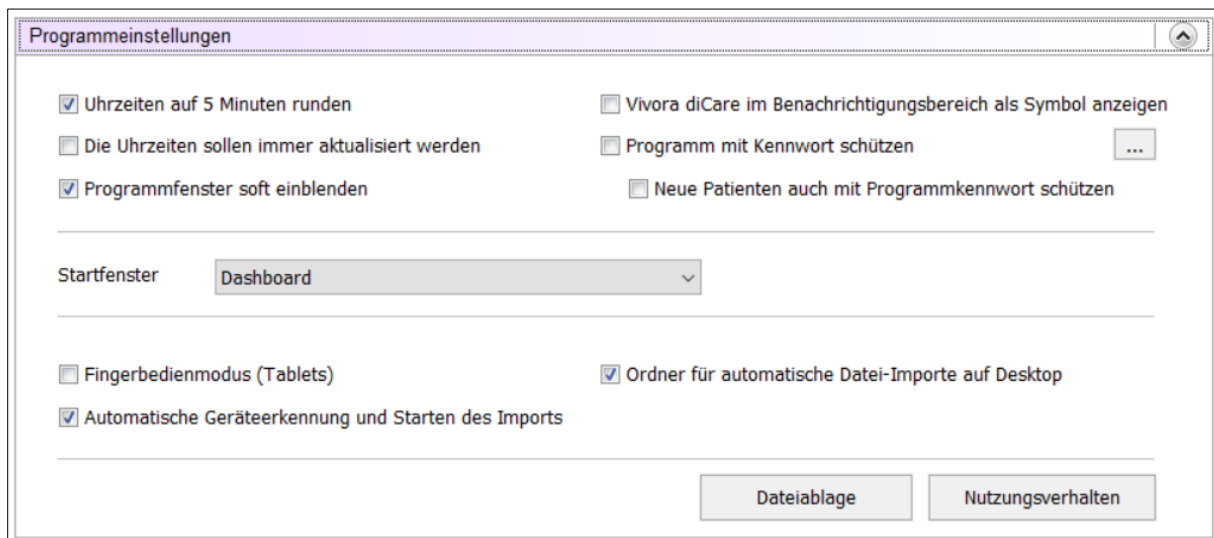 Programmeinstellungen
Uhrzeiten auf 5 Minuten runden
Vivora diCare im Benachrichtigungsbereich als Symbol anzeigen
Die Uhrzeiten sollen immer aktualisiert werden
Programm mit Kennwort schützen
...
Programmfenster soft einblenden
Neue Patienten auch mit Programmkennwort schützen
Startfenster
Dashboard
Fingerbedienmodus (Tablets)
Ordner für automatische Datei-Importe auf Desktop
Automatische Geräteerkennung und Starten des Imports
Dateiablage
Nutzungsverhalten